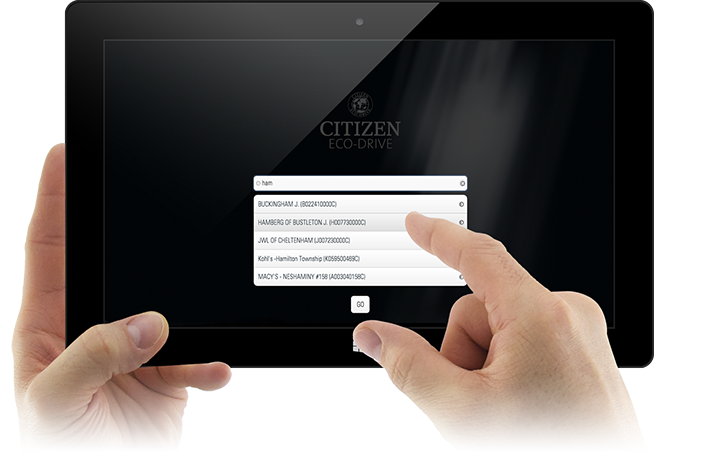 CITIZEN
ECO-DRIVE
ham
BUCKINGHAM J. (B022410000C)
HAMBERG OF BUSTLETON J. (H007730000C)
JWL OF CHELTENHAM (J007230000C)
Kohl's -Hamilton Township (K059500469C)
MACY'S - NESHAMINY #158 (A003040158C)
GO